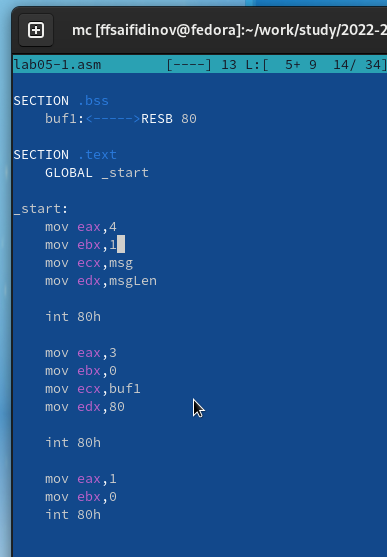 mc [ffsaifidinov@fedora]:~/work/study/2022-2
lab05-1.asm [----] 13 L:[ 5+ 9 14/ 34]
SECTION .bss
buf1:<----->RESB 80
SECTION .text
GLOBAL _start
_start:
mov eax,4
mov ebx,1
mov ecx,msg
mov edx,msgLen
int 80h
mov eax,3
mov ebx,0
mov ecx,buf1
mov edx,80
int 80h
mov eax,1
mov ebx,0
int 80h